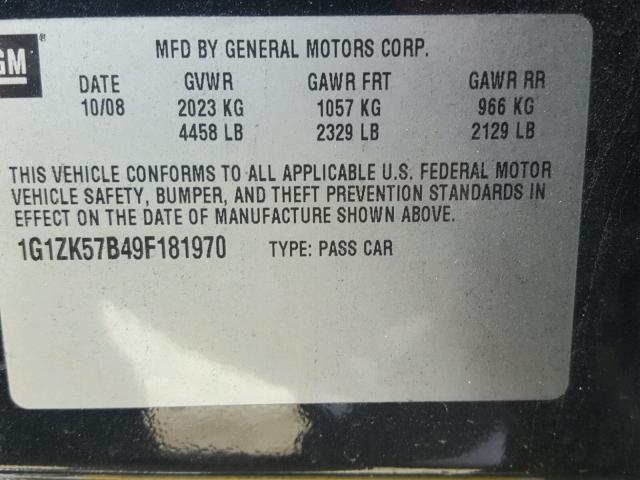 GM
MFD BY GENERAL MOTORS CORP.
DATE GVWR GAWR FRT GAWR RR
10/08 2023 KG 1057 KG 966 KG
4458 LB 2329 LB 2129 LB
THIS VEHICLE CONFORMS TO ALL APPLICABLE U.S. FEDERAL MOTOR
VEHICLE SAFETY, BUMPER, AND THEFT PREVENTION STANDARDS IN
EFFECT ON THE DATE OF MANUFACTURE SHOWN ABOVE.
1G1ZK57B49F181970 TYPE: PASS CAR